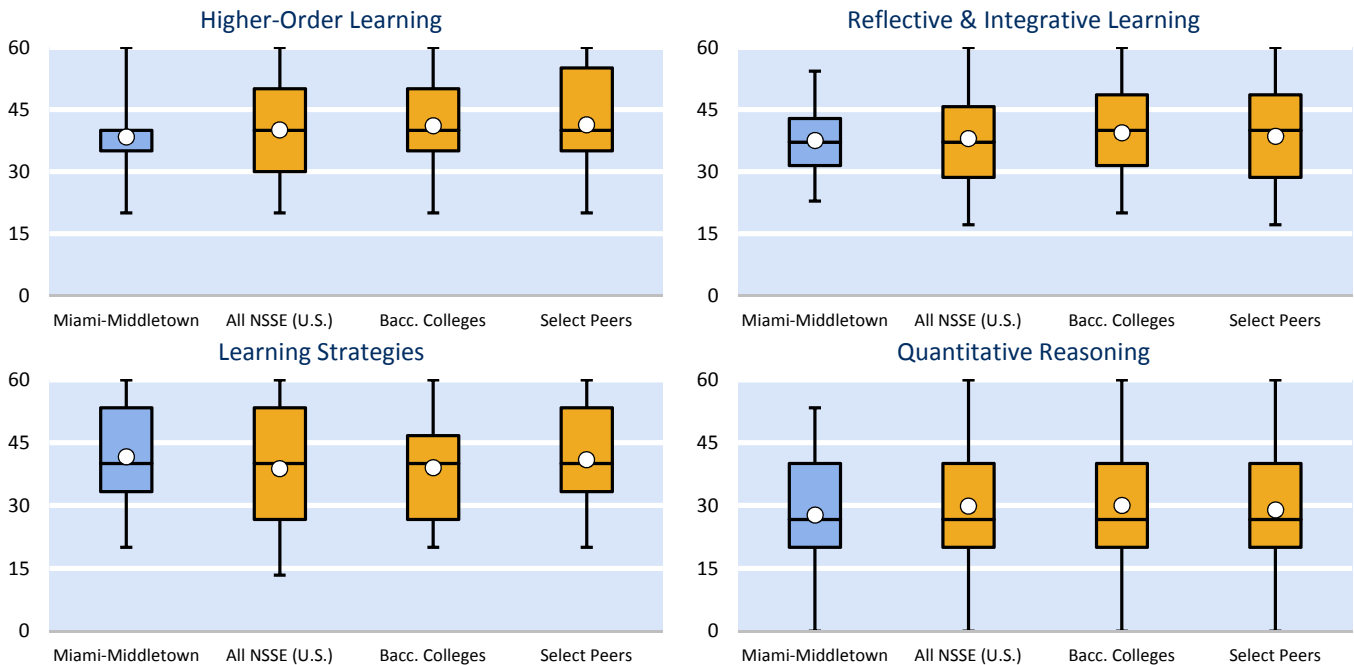 Higher-Order Learning
60
45
30
15
0
Miami-Middletown All NSSE (U.S.) Bacc. Colleges Select Peers
Reflective & Integrative Learning
60
45
30
15
0
Miami-Middletown All NSSE (U.S.) Bacc. Colleges Select Peers
Learning Strategies
60
45
30
15
0
Miami-Middletown All NSSE (U.S.) Bacc. Colleges Select Peers
Quantitative Reasoning
60
45
30
15
0
Miami-Middletown All NSSE (U.S.) Bacc. Colleges Select Peers